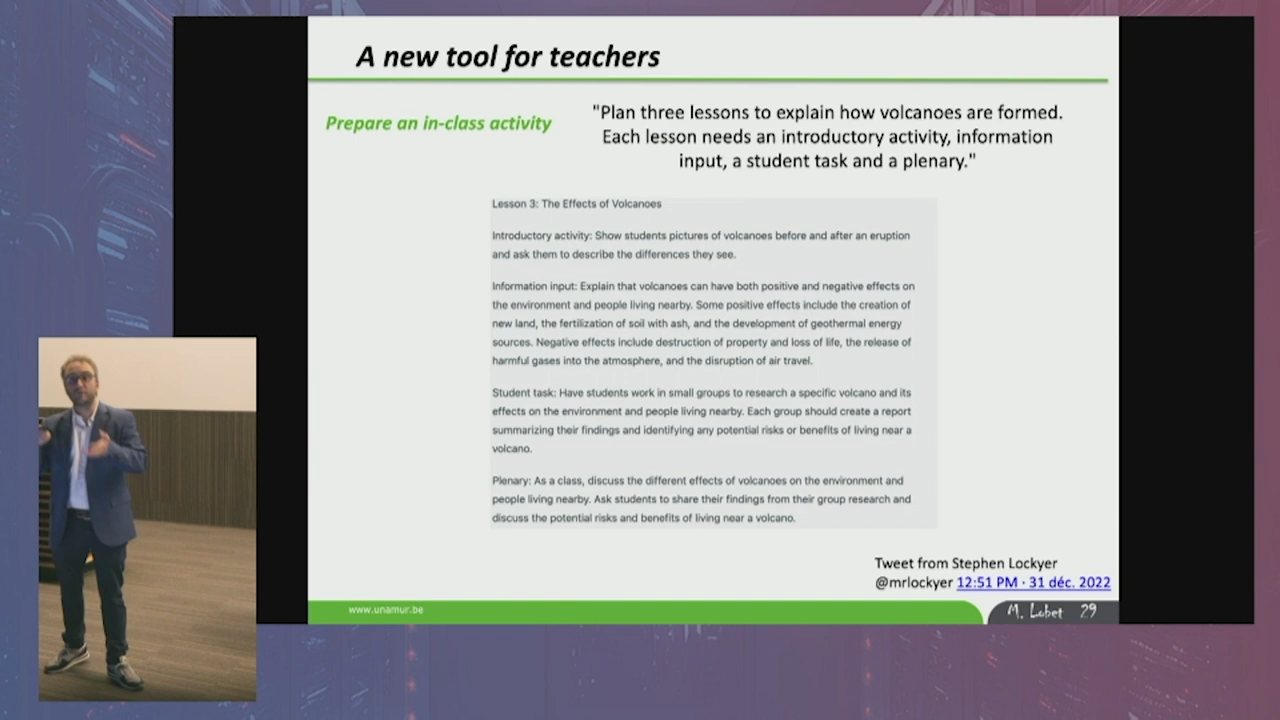 A new tool for teachers
Prepare an in-class activity
"Plan three lessons to explain how volcanoes are formed.
Each lesson needs an introductory activity, information
input, a student task and a plenary."
Lesson 3: The Effects of Volcanoes
Introductory activity: Show students pictures of volcanoes before and after an eruption
and ask them to describe the differences they see.
Information input: Explain that volcanoes can have both positive and negative effects on
the environment and people living nearby. Some positive effects include the creation of
new land, the fertilization of soil with ash, and the development of geothermal energy
sources. Negative effects include destruction of property and loss of life, the release of
harmful gases into the atmosphere, and the disruption of air travel.
Student task: Have students work in small groups to research a specific volcano and its
effects on the environment and people living nearby. Each group should create a report
summarizing their findings and identifying any potential risks or benefits of living near a
volcano.
Plenary: As a class, discuss the different effects of volcanoes on the environment and
people living nearby. Ask students to share their findings from their group research and
discuss the potential risks and benefits of living near a volcano.
Tweet from Stephen Lockyer
@mrlockyer 12:51 PM · 31 déc. 2022
www.unamur.be
M. Lobet 29